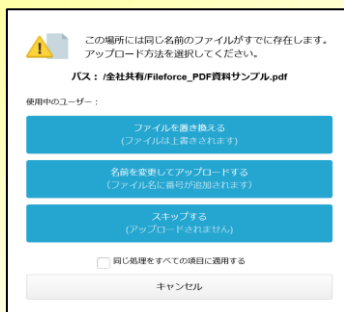 この場所には同じ名前のファイルがすでに存在します。
アップロード方法を選択してください。
パス： /全社共有/Fileforce_PDF資料サンプル.pdf
使用中のユーザー：
ファイルを置き換える
(ファイルは上書きされます)
名前を変更してアップロードする
(ファイル名に番号が追加されます)
スキップする
(アップロードされません)
同じ処理をすべての項目に適用する
キャンセル